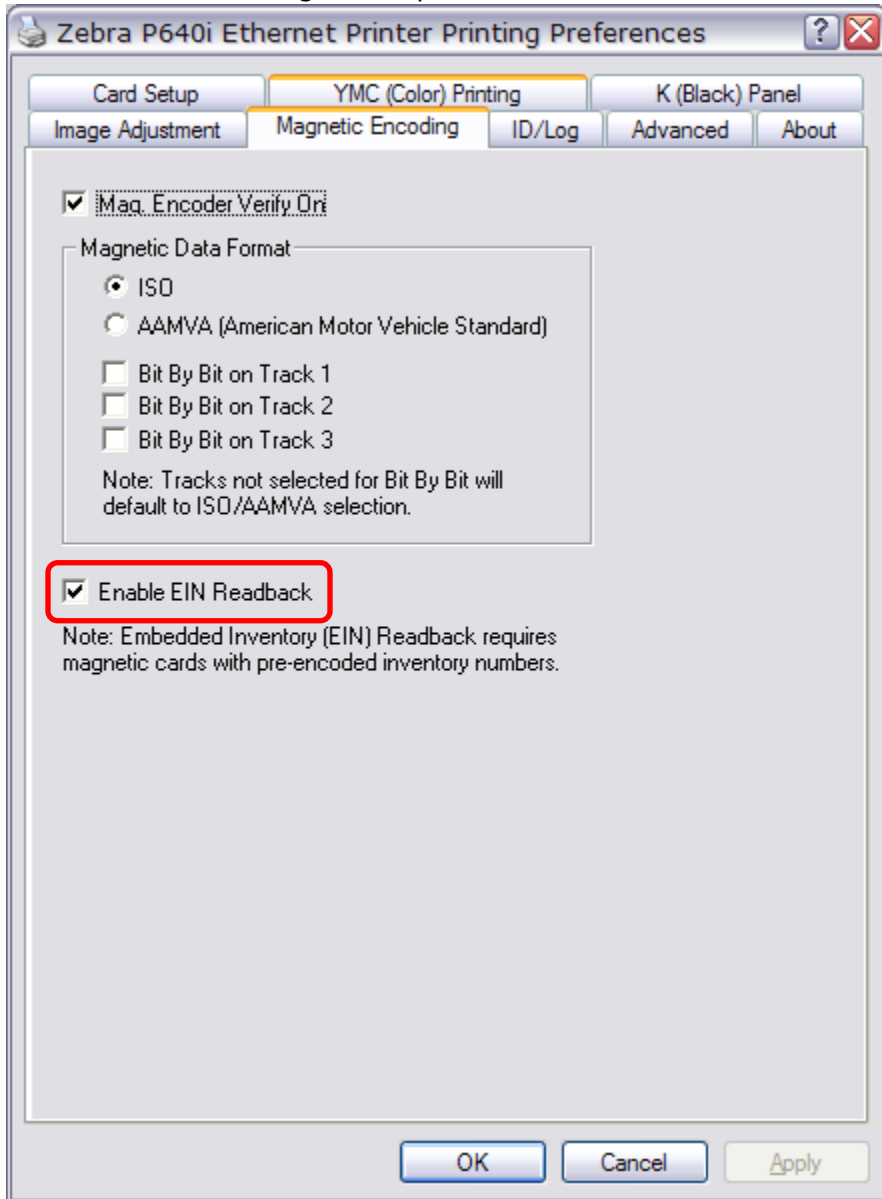 Zebra P640i Ethernet Printer Printing Preferences
Card Setup YMC (Color) Printing K (Black) Panel
Image Adjustment Magnetic Encoding ID/Log Advanced About
Mag. Encoder Verify On
Magnetic Data Format
ISO
AAMVA (American Motor Vehicle Standard)
Bit By Bit on Track 1
Bit By Bit on Track 2
Bit By Bit on Track 3
Note: Tracks not selected for Bit By Bit will
default to ISO/AAMVA selection.
Enable EIN Readback
Note: Embedded Inventory (EIN) Readback requires
magnetic cards with pre-encoded inventory numbers.
OK Cancel Apply